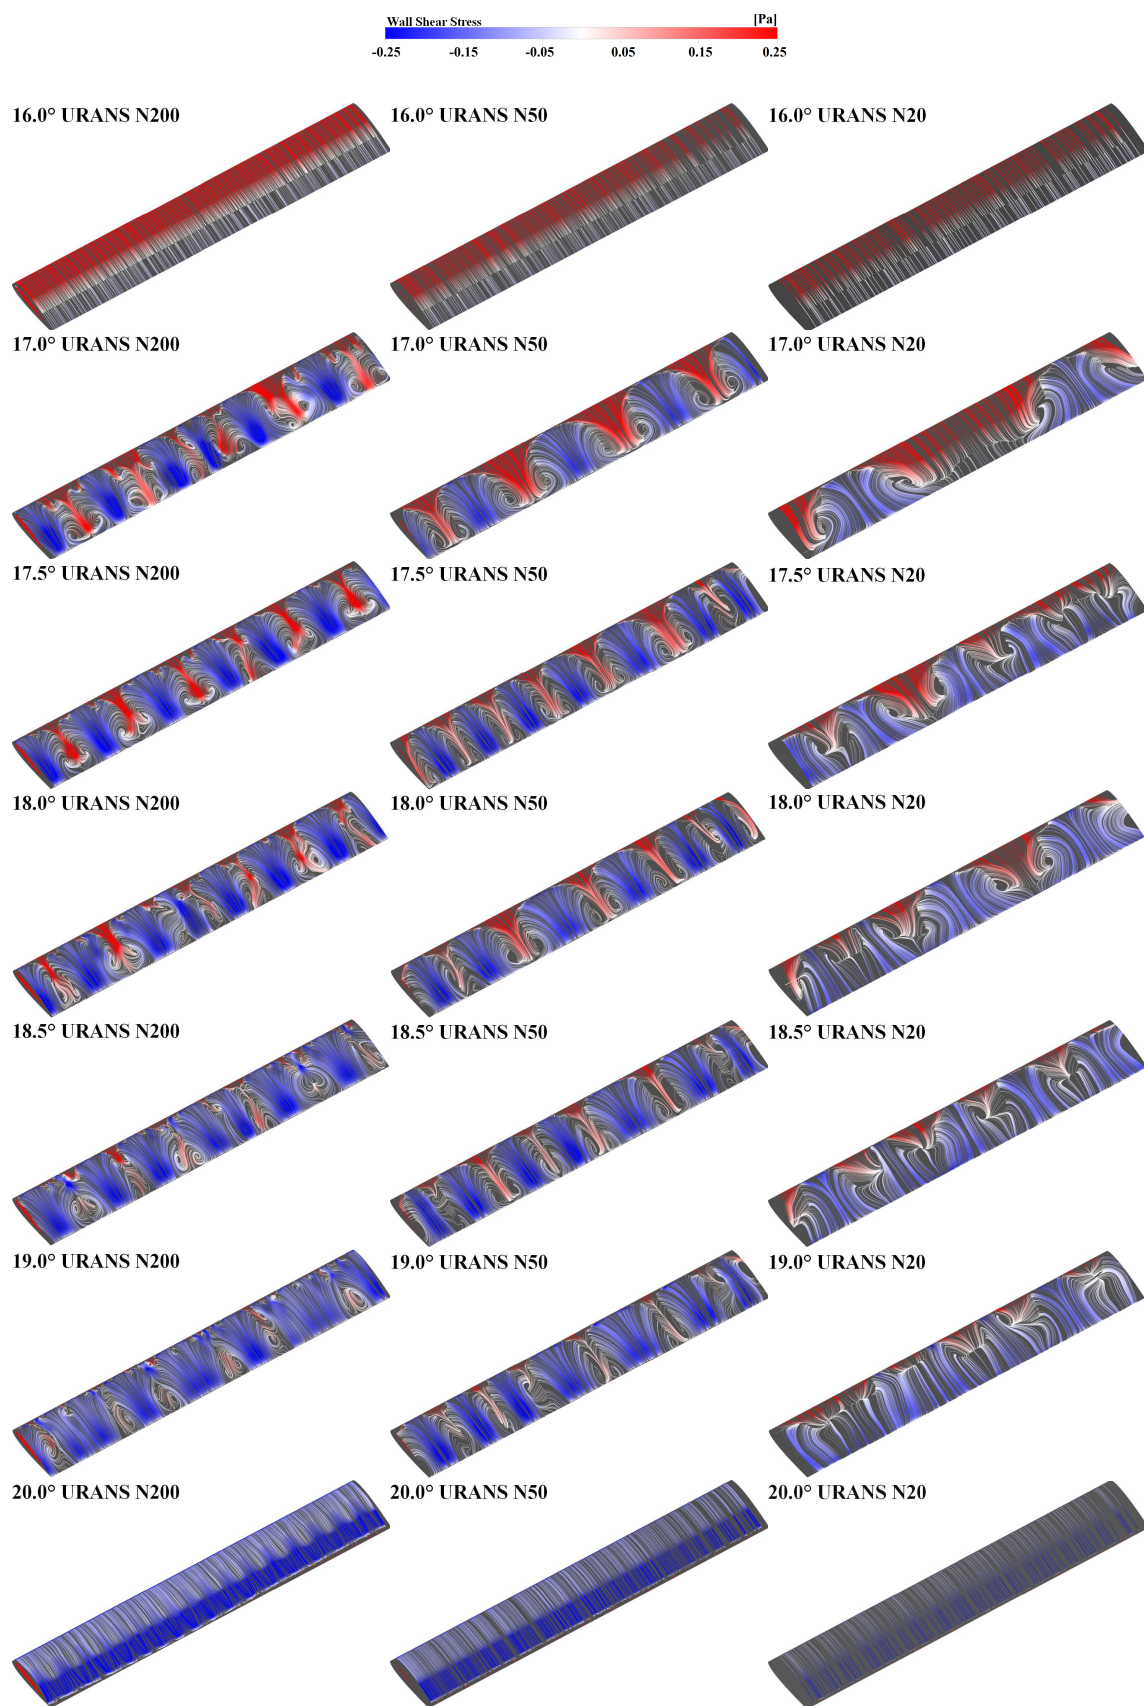 Wall Shear Stress [Pa]
-0.25 -0.15 -0.05 0.05 0.15 0.25
16.0° URANS N200 16.0° URANS N50 16.0° URANS N20
17.0° URANS N200 17.0° URANS N50 17.0° URANS N20
17.5° URANS N200 17.5° URANS N50 17.5° URANS N20
18.0° URANS N200 18.0° URANS N50 18.0° URANS N20
18.5° URANS N200 18.5° URANS N50 18.5° URANS N20
19.0° URANS N200 19.0° URANS N50 19.0° URANS N20
20.0° URANS N200 20.0° URANS N50 20.0° URANS N20